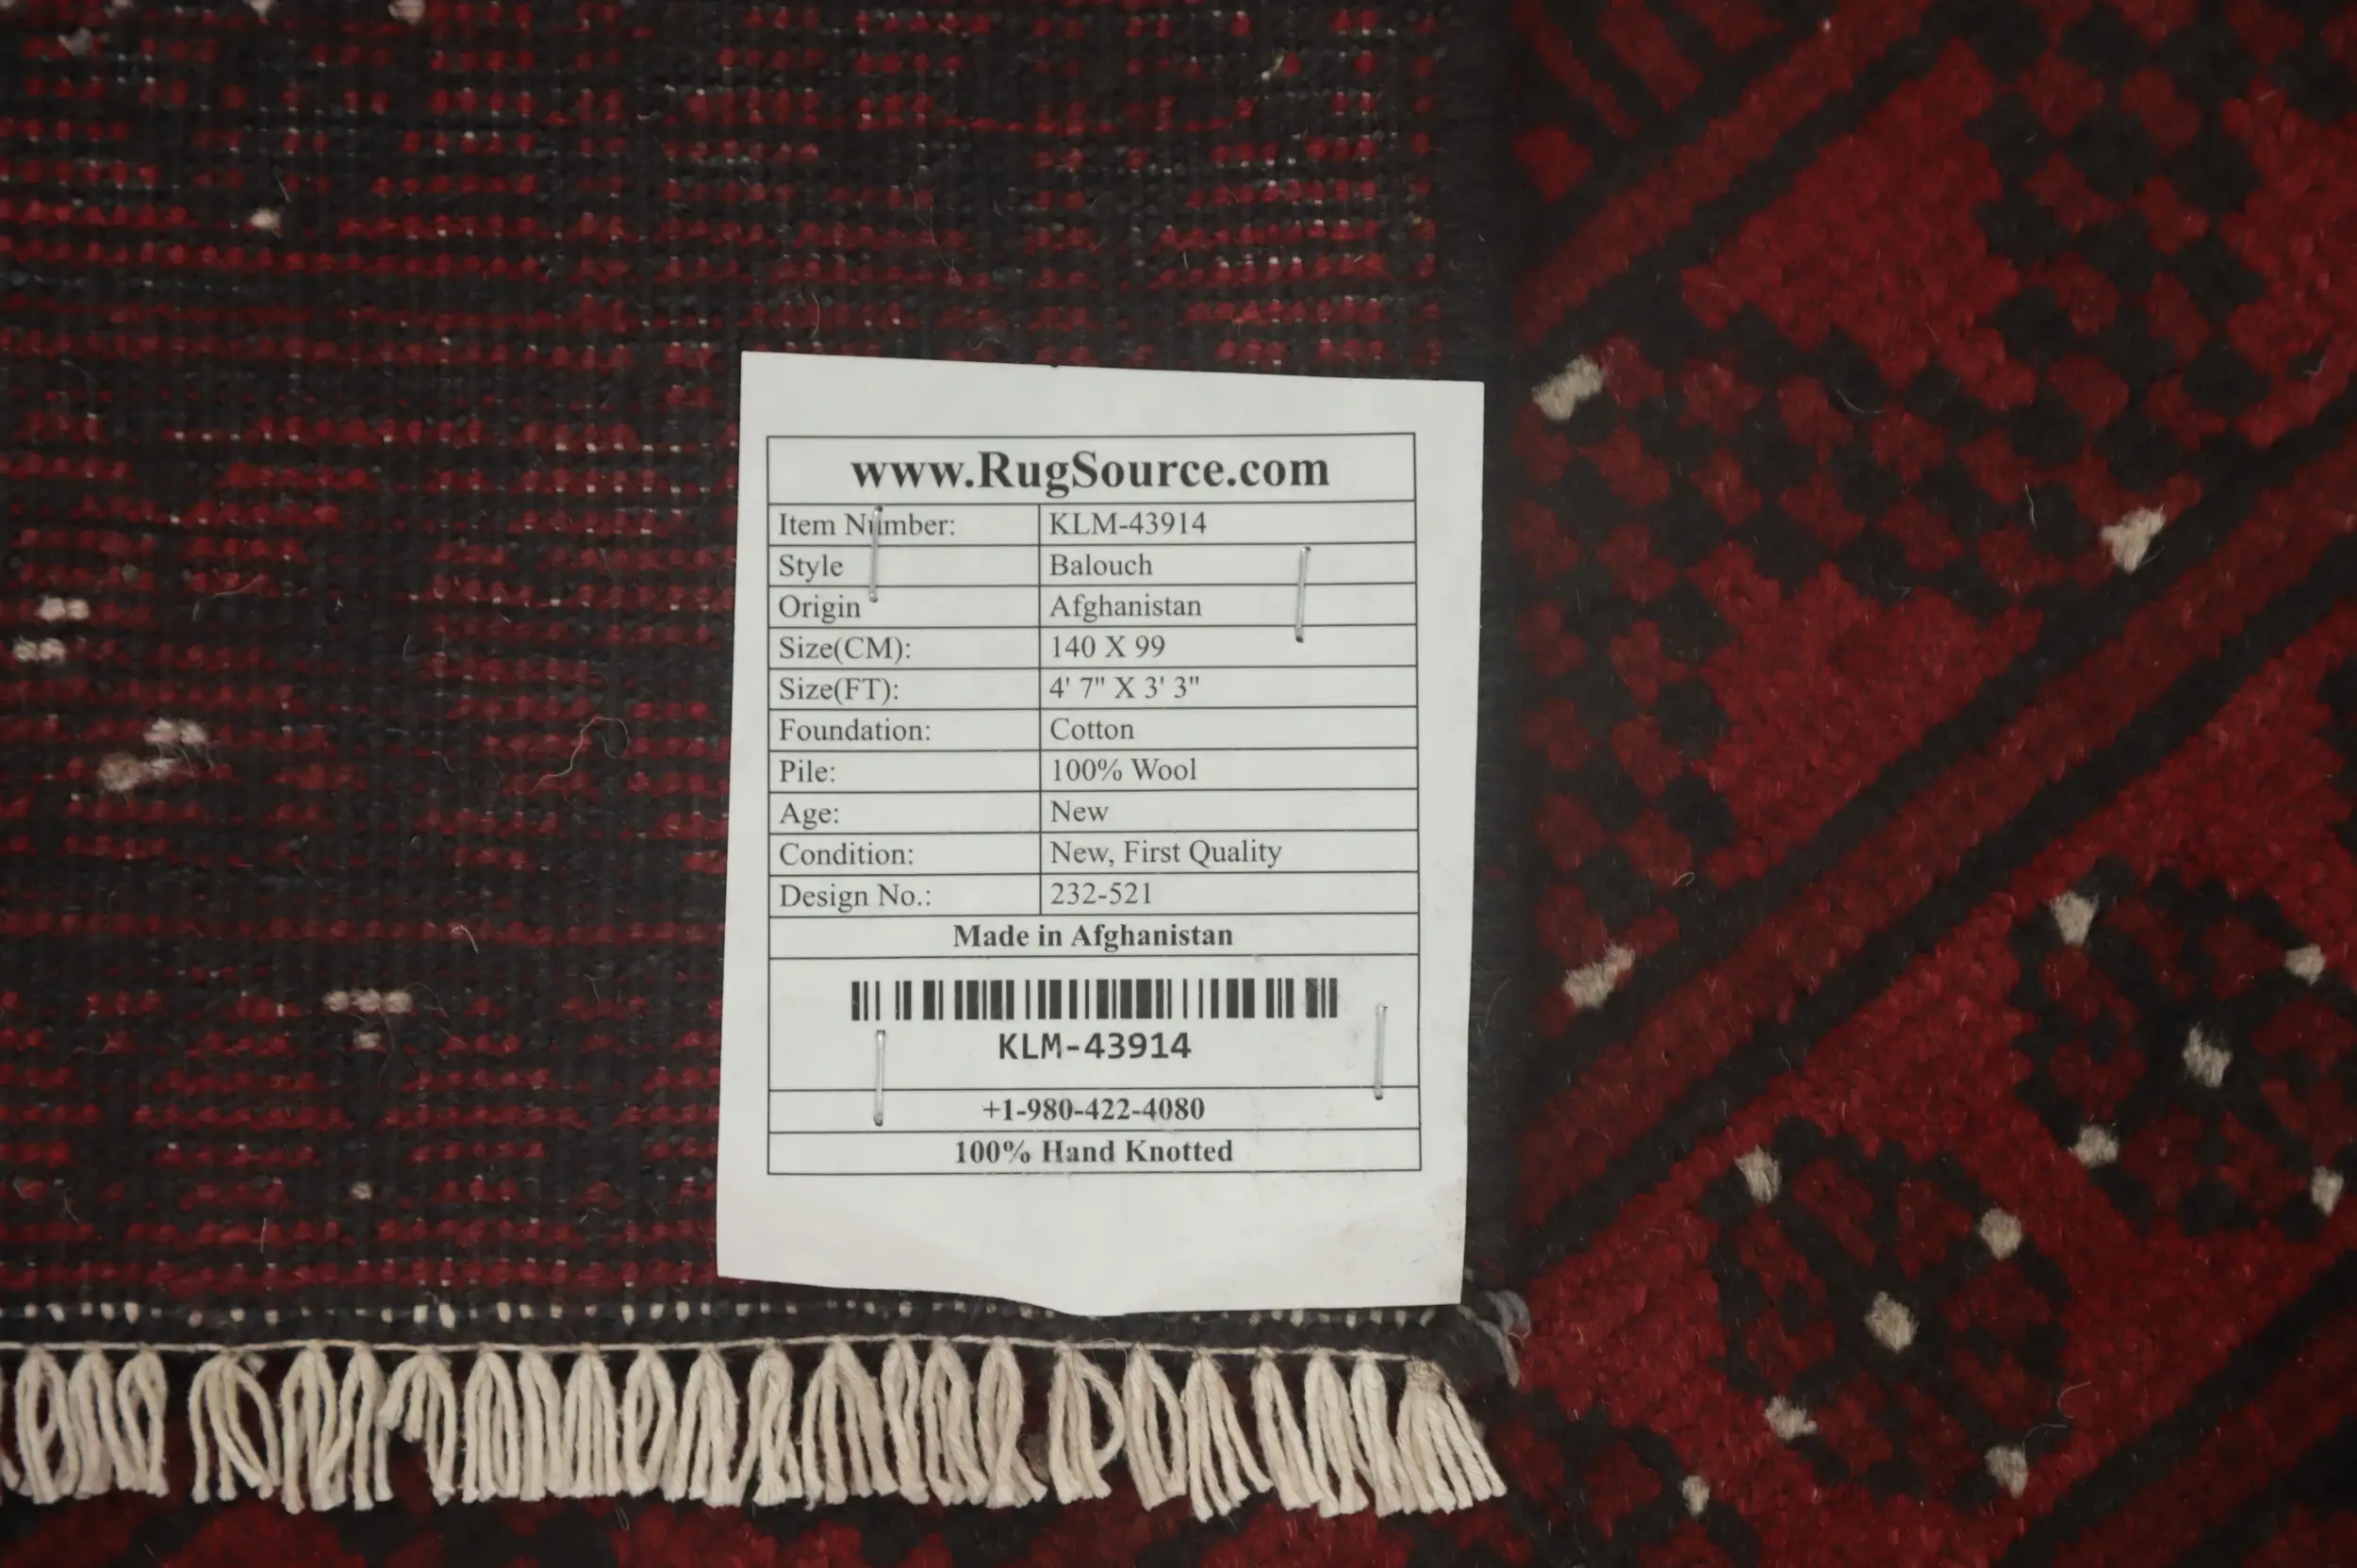 www.RugSource.com
Item Number: KLM-43914
Style Balouch
Origin Afghanistan
Size(CM): 140 X 99
Size(FT): 4' 7" X 3' 3"
Foundation: Cotton
Pile: 100% Wool
Age: New
Condition: New, First Quality
Design No.: 232-521
Made in Afghanistan
KLM-43914
+1-980-422-4080
100% Hand Knotted